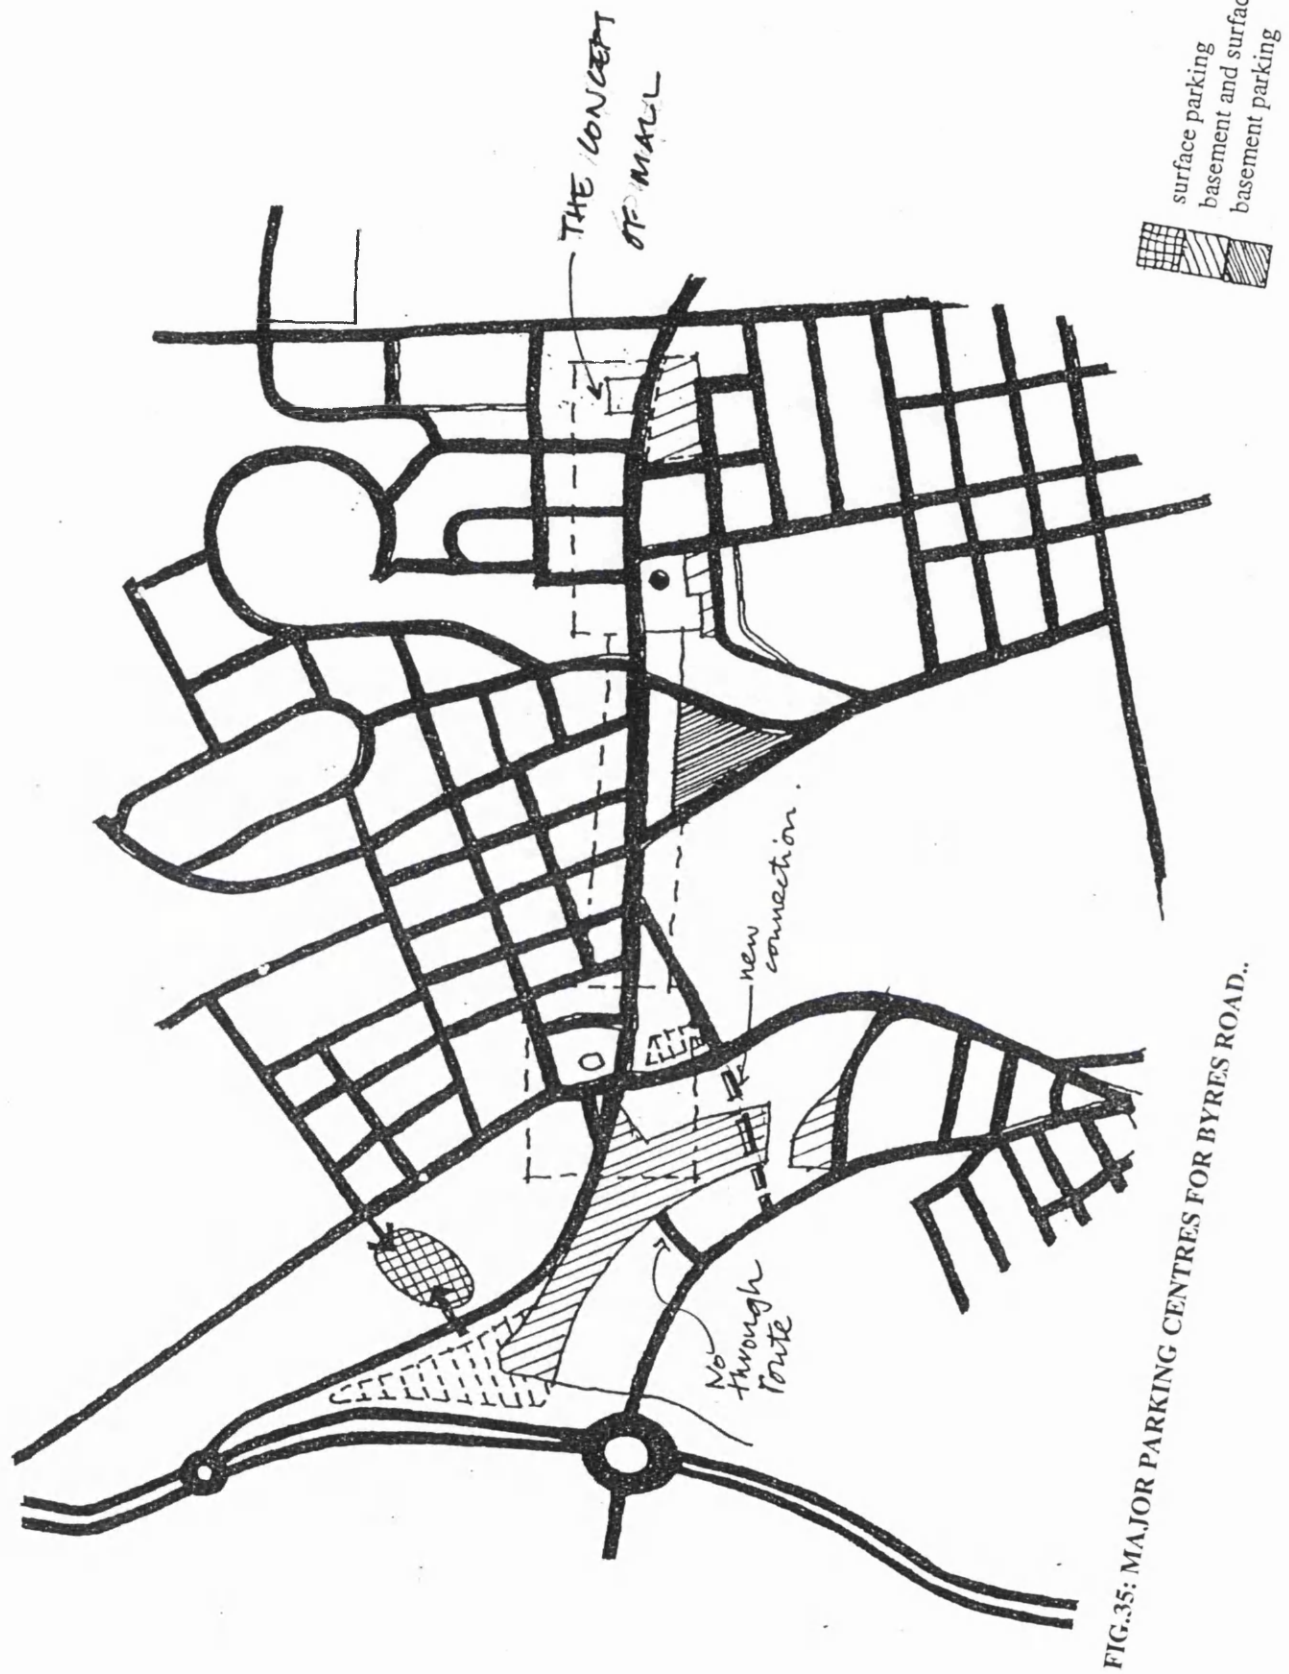 THE CONCEPT
OF MALL
surface parking
basement and surfac
basement parking
new
connection.
No
through
route
FIG.35: MAJOR PARKING CENTRES FOR BYRES ROAD..